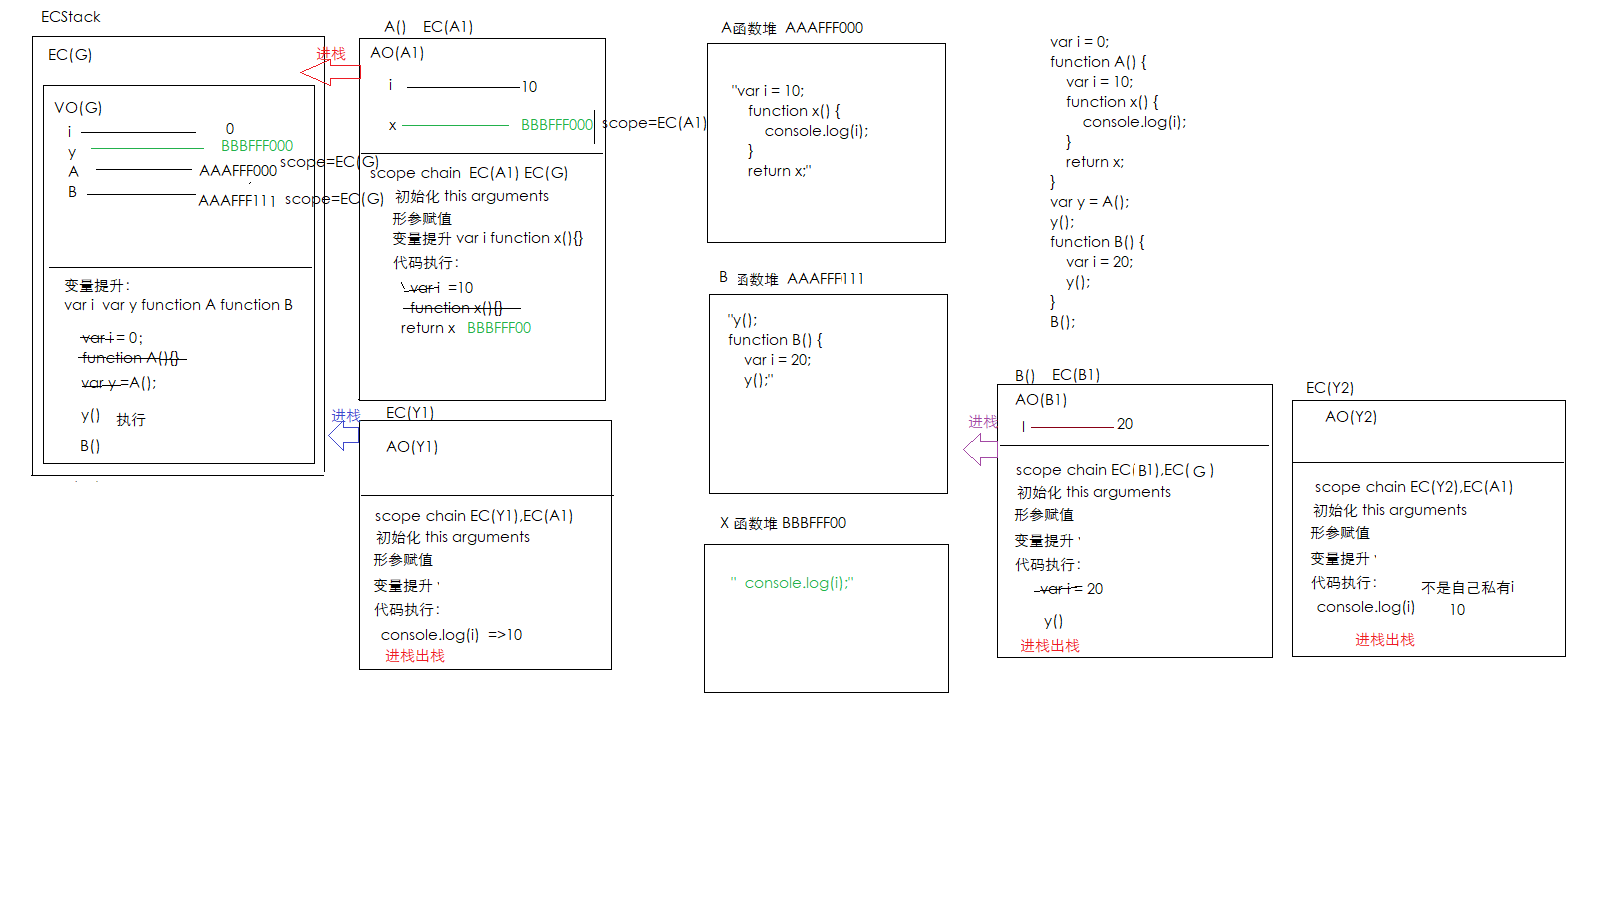 ECStack
EC(G)
VO(G)
i 0
y BBBFFF000
A AAAFFF000 scope=EC(G)
B AAAFFF111 scope=EC(G)
变量提升：
var i var y function A function B
var i = 0;
function A(){}
var y =A();
y() 执行
B()
进栈
A() EC(A1)
AO(A1)
i 10
x BBBFFF000 scope=EC(A1)
scope chain EC(A1) EC(G)
初始化 this arguments
形参赋值
变量提升 var i function x(){}
代码执行：
var i =10
function x(){}
return x BBBFFF00
进栈
EC(Y1)
AO(Y1)
scope chain EC(Y1),EC(A1)
初始化 this arguments
形参赋值
变量提升
代码执行：
console.log(i) =>10
进栈出栈
A函数堆 AAAFFF000
"var i = 10;
function x() {
console.log(i);
}
return x;"
B 函数堆 AAAFFF111
"y();
function B() {
var i = 20;
y();"
X 函数堆 BBBFFF00
" console.log(i);"
var i = 0;
function A() {
var i = 10;
function x() {
console.log(i);
}
return x;
}
var y = A();
y();
function B() {
var i = 20;
y();
}
B();
进栈
B() EC(B1)
AO(B1)
I 20
scope chain EC(B1),EC( G )
初始化 this arguments
形参赋值
变量提升
代码执行：
var i = 20
y()
进栈出栈
EC(Y2)
AO(Y2)
scope chain EC(Y2),EC(A1)
初始化 this arguments
形参赋值
变量提升
代码执行： 不是自己私有i
console.log(i) 10
进栈出栈